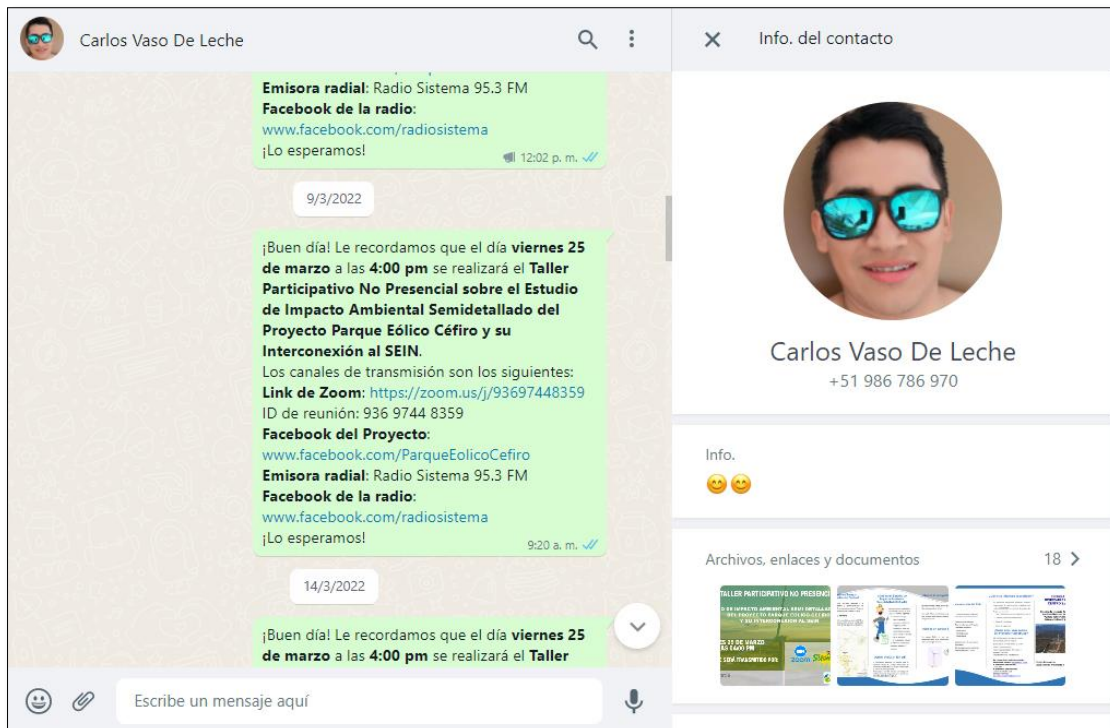 Carlos Vaso De Leche
Emisora radial: Radio Sistema 95.3 FM
Facebook de la radio:
www.facebook.com/radiosistema
¡Lo esperamos!
12:02 p. m.
9/3/2022
¡Buen día! Le recordamos que el día viernes 25
de marzo a las 4:00 pm se realizará el Taller
Participativo No Presencial sobre el Estudio
de Impacto Ambiental Semidetallado del
Proyecto Parque Eólico Céfiro y su
Interconexión al SEIN.
Los canales de transmisión son los siguientes:
Link de Zoom: https://zoom.us/j/93697448359
ID de reunión: 936 9744 8359
Facebook del Proyecto:
www.facebook.com/ParqueEolicoCefiro
Emisora radial: Radio Sistema 95.3 FM
Facebook de la radio:
www.facebook.com/radiosistema
¡Lo esperamos!
9:20 a. m.
14/3/2022
¡Buen día! Le recordamos que el día viernes 25
de marzo a las 4:00 pm se realizará el Taller
Escribe un mensaje aquí
Info. del contacto
Carlos Vaso De Leche
+51 986 786 970
Info.
😊😊
Archivos, enlaces y documentos
18
TALLER PARTICIPATIVO NO PRESENC
zoom